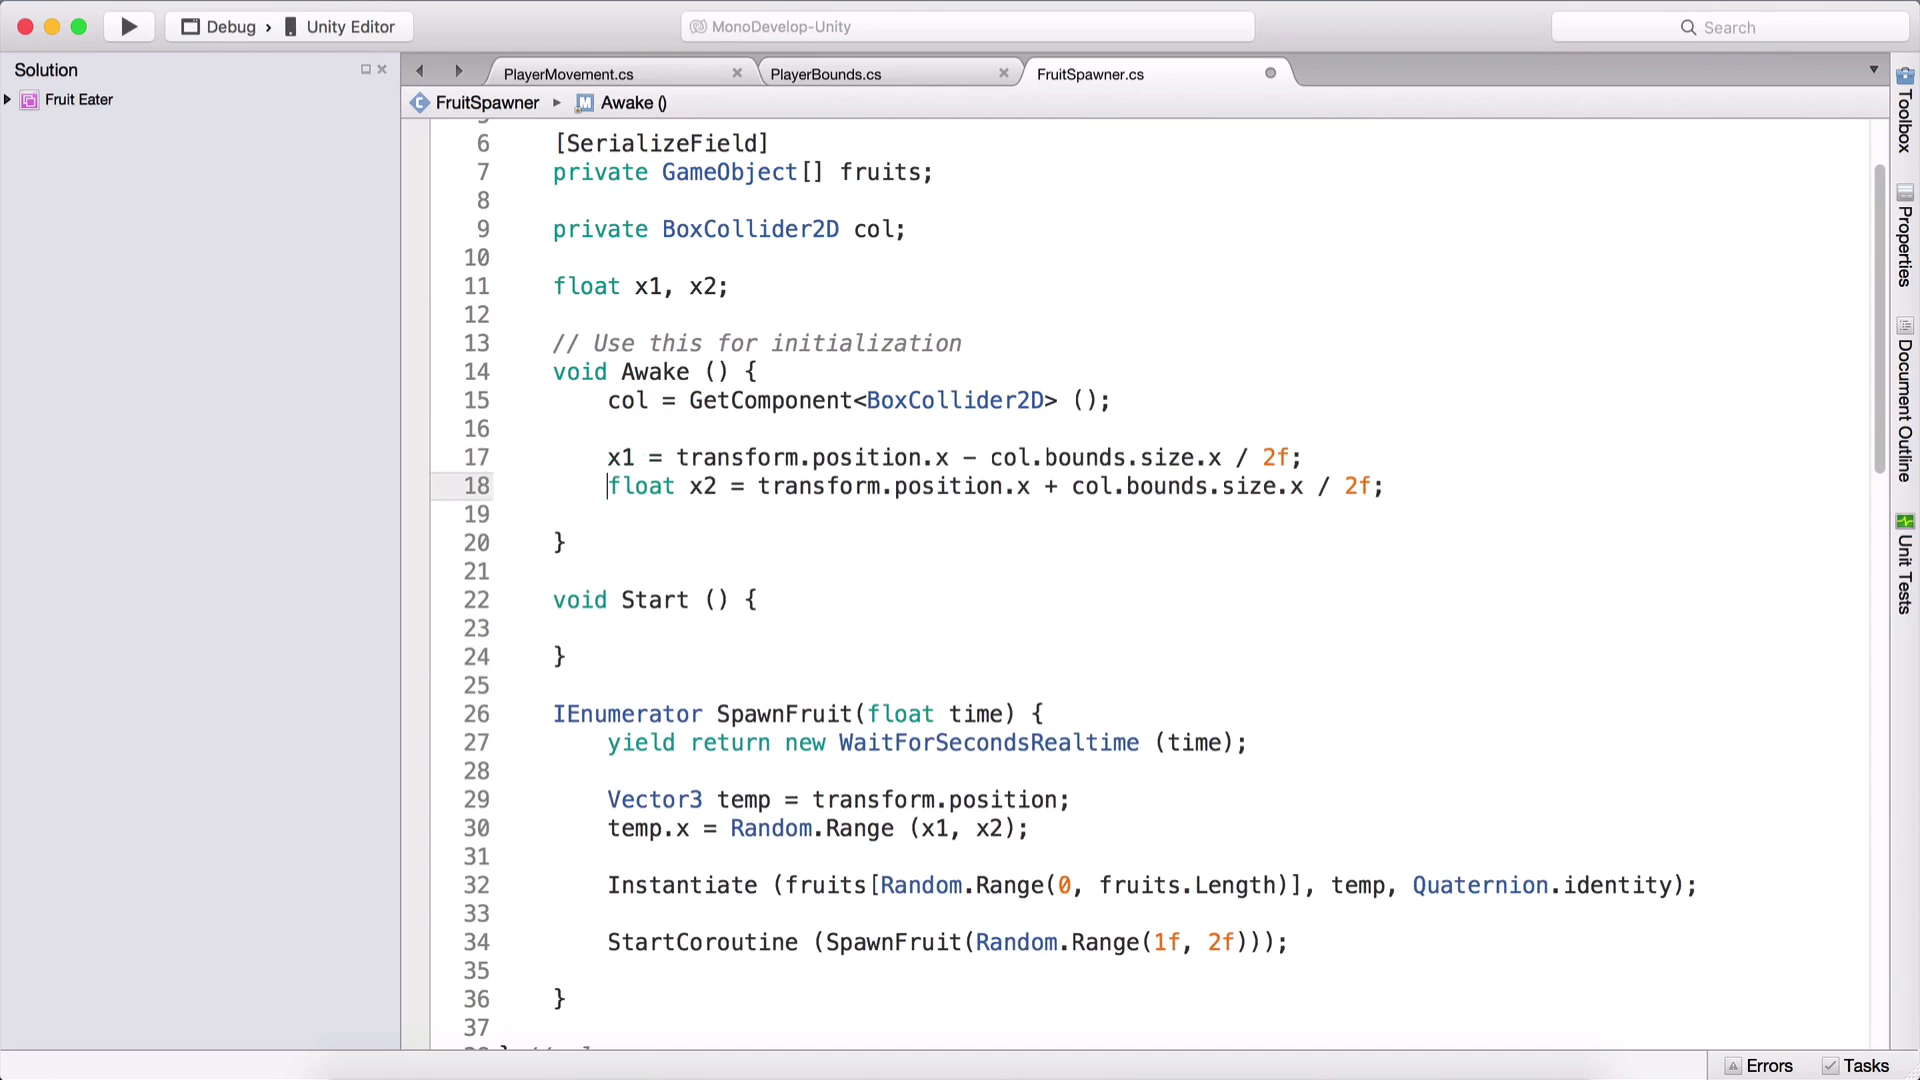 Debug › Unity Editor
MonoDevelop-Unity
Search
Solution
Fruit Eater
PlayerMovement.cs
PlayerBounds.cs
FruitSpawner.cs
FruitSpawner
Awake ()
6 [SerializeField]
7 private GameObject[] fruits;
8
9 private BoxCollider2D col;
10
11 float x1, x2;
12
13 // Use this for initialization
14 void Awake () {
15 col = GetComponent<BoxCollider2D> ();
16
17 x1 = transform.position.x - col.bounds.size.x / 2f;
18 float x2 = transform.position.x + col.bounds.size.x / 2f;
19
20 }
21
22 void Start () {
23
24 }
25
26 IEnumerator SpawnFruit(float time) {
27 yield return new WaitForSecondsRealtime (time);
28
29 Vector3 temp = transform.position;
30 temp.x = Random.Range (x1, x2);
31
32 Instantiate (fruits[Random.Range(0, fruits.Length)], temp, Quaternion.identity);
33
34 StartCoroutine (SpawnFruit(Random.Range(1f, 2f)));
35
36 }
37
Toolbox
Properties
Document Outline
Unit Tests
Errors
Tasks